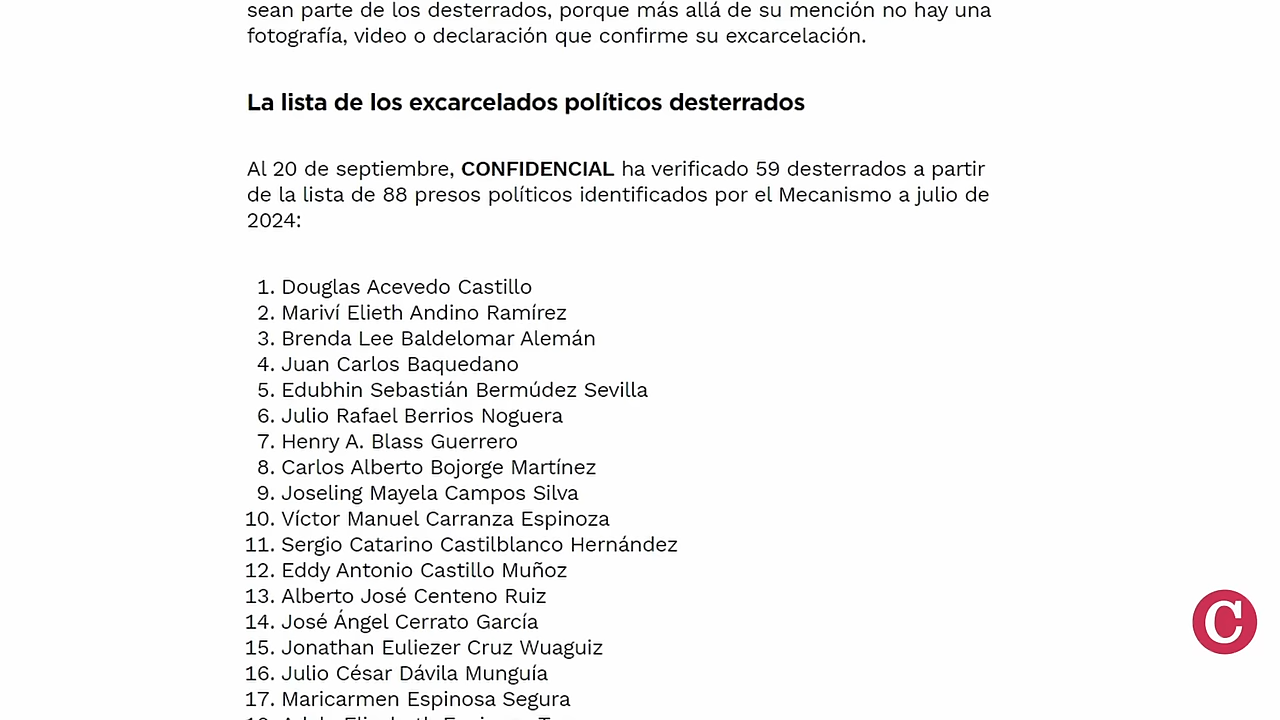 sean parte de los desterrados, porque más allá de su mención no hay una
fotografía, video o declaración que confirme su excarcelación.
La lista de los excarcelados políticos desterrados
Al 20 de septiembre, CONFIDENCIAL ha verificado 59 desterrados a partir
de la lista de 88 presos políticos identificados por el Mecanismo a julio de
2024:
1. Douglas Acevedo Castillo
2. Mariví Elieth Andino Ramírez
3. Brenda Lee Baldelomar Alemán
4. Juan Carlos Baquedano
5. Edubhin Sebastián Bermúdez Sevilla
6. Julio Rafael Berrios Noguera
7. Henry A. Blass Guerrero
8. Carlos Alberto Bojorge Martínez
9. Joseling Mayela Campos Silva
10. Víctor Manuel Carranza Espinoza
11. Sergio Catarino Castilblanco Hernández
12. Eddy Antonio Castillo Muñoz
13. Alberto José Centeno Ruiz
14. José Ángel Cerrato García
15. Jonathan Euliezer Cruz Wuaguiz
16. Julio César Dávila Munguía
17. Maricarmen Espinosa Segura
C